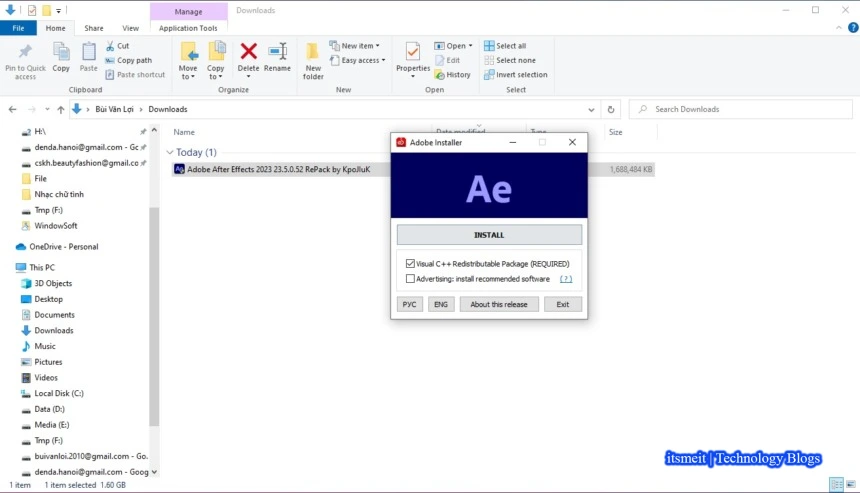 Manage
Downloads
File
Home
Share
View
Application Tools
Pin to Quick access
Copy
Paste
Cut
Copy path
Paste shortcut
Clipboard
Move to
Copy to
Delete
Rename
Organize
New folder
New item
Easy access
New
Properties
Open
Edit
History
Open
Select all
Select none
Invert selection
Select
Bùi Văn Lợi > Downloads
Search Downloads
Name
Date modified
Type
Size
Today (1)
Adobe After Effects 2023 23.5.0.52 RePack by KpoJIuK
1,688,484 KB
H:\
denda.hanoi@gmail.com - G
cskh.beautyfashion@gmail.co
File
Nhạc chữ tình
Tmp (F:)
WindowSoft
OneDrive - Personal
This PC
3D Objects
Desktop
Documents
Downloads
Music
Pictures
Videos
Local Disk (C:)
Data (D:)
Media (E:)
Tmp (F:)
buivanloi.2010@gmail.com - Go
denda.hanoi@gmail.com - Goog
Adobe Installer
Ae
INSTALL
Visual C++ Redistributable Package (REQUIRED)
Advertising: install recommended software
( ? )
РУС
ENG
About this release
Exit
itsmeit | Technology Blogs
1 item
1 item selected
1.60 GB